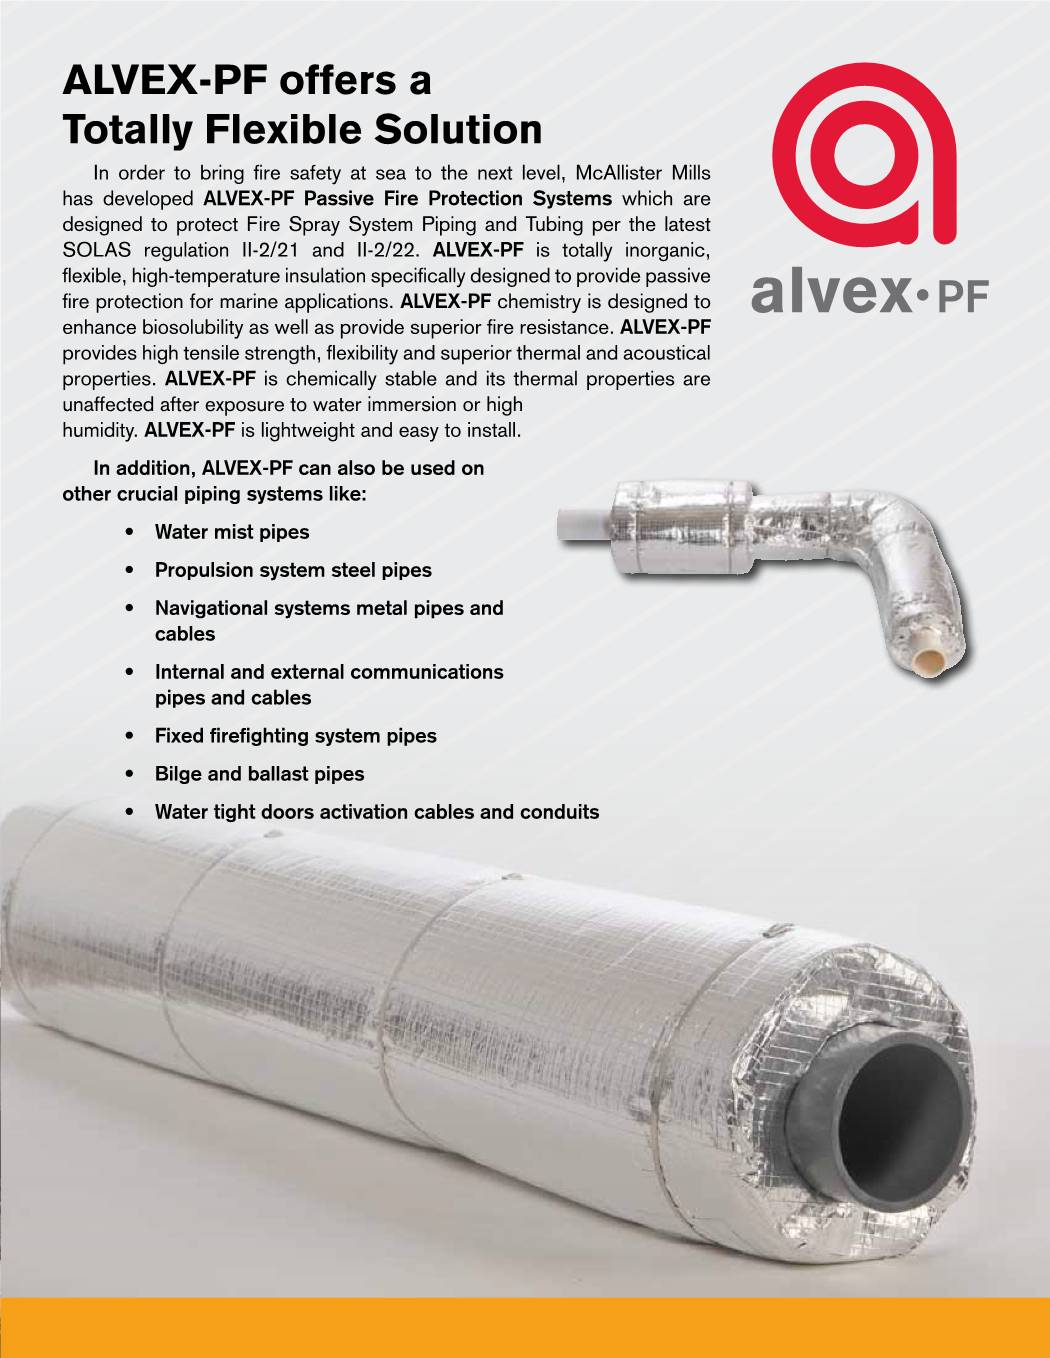 ALVEX-PF offers a
Totally Flexible Solution
In order to bring fire safety at sea to the next level, McAllister Mills
has developed ALVEX-PF Passive Fire Protection Systems which are
designed to protect Fire Spray System Piping and Tubing per the latest
SOLAS regulation II-2/21 and II-2/22. ALVEX-PF is totally inorganic,
flexible, high-temperature insulation specifically designed to provide passive
fire protection for marine applications. ALVEX-PF chemistry is designed to
enhance biosolubility as well as provide superior fire resistance. ALVEX-PF
provides high tensile strength, flexibility and superior thermal and acoustical
properties. ALVEX-PF is chemically stable and its thermal properties are
unaffected after exposure to water immersion or high
humidity. ALVEX-PF is lightweight and easy to install.
In addition, ALVEX-PF can also be used on
other crucial piping systems like:
• Water mist pipes
• Propulsion system steel pipes
• Navigational systems metal pipes and
cables
• Internal and external communications
pipes and cables
• Fixed firefighting system pipes
• Bilge and ballast pipes
• Water tight doors activation cables and conduits
alvex•PF